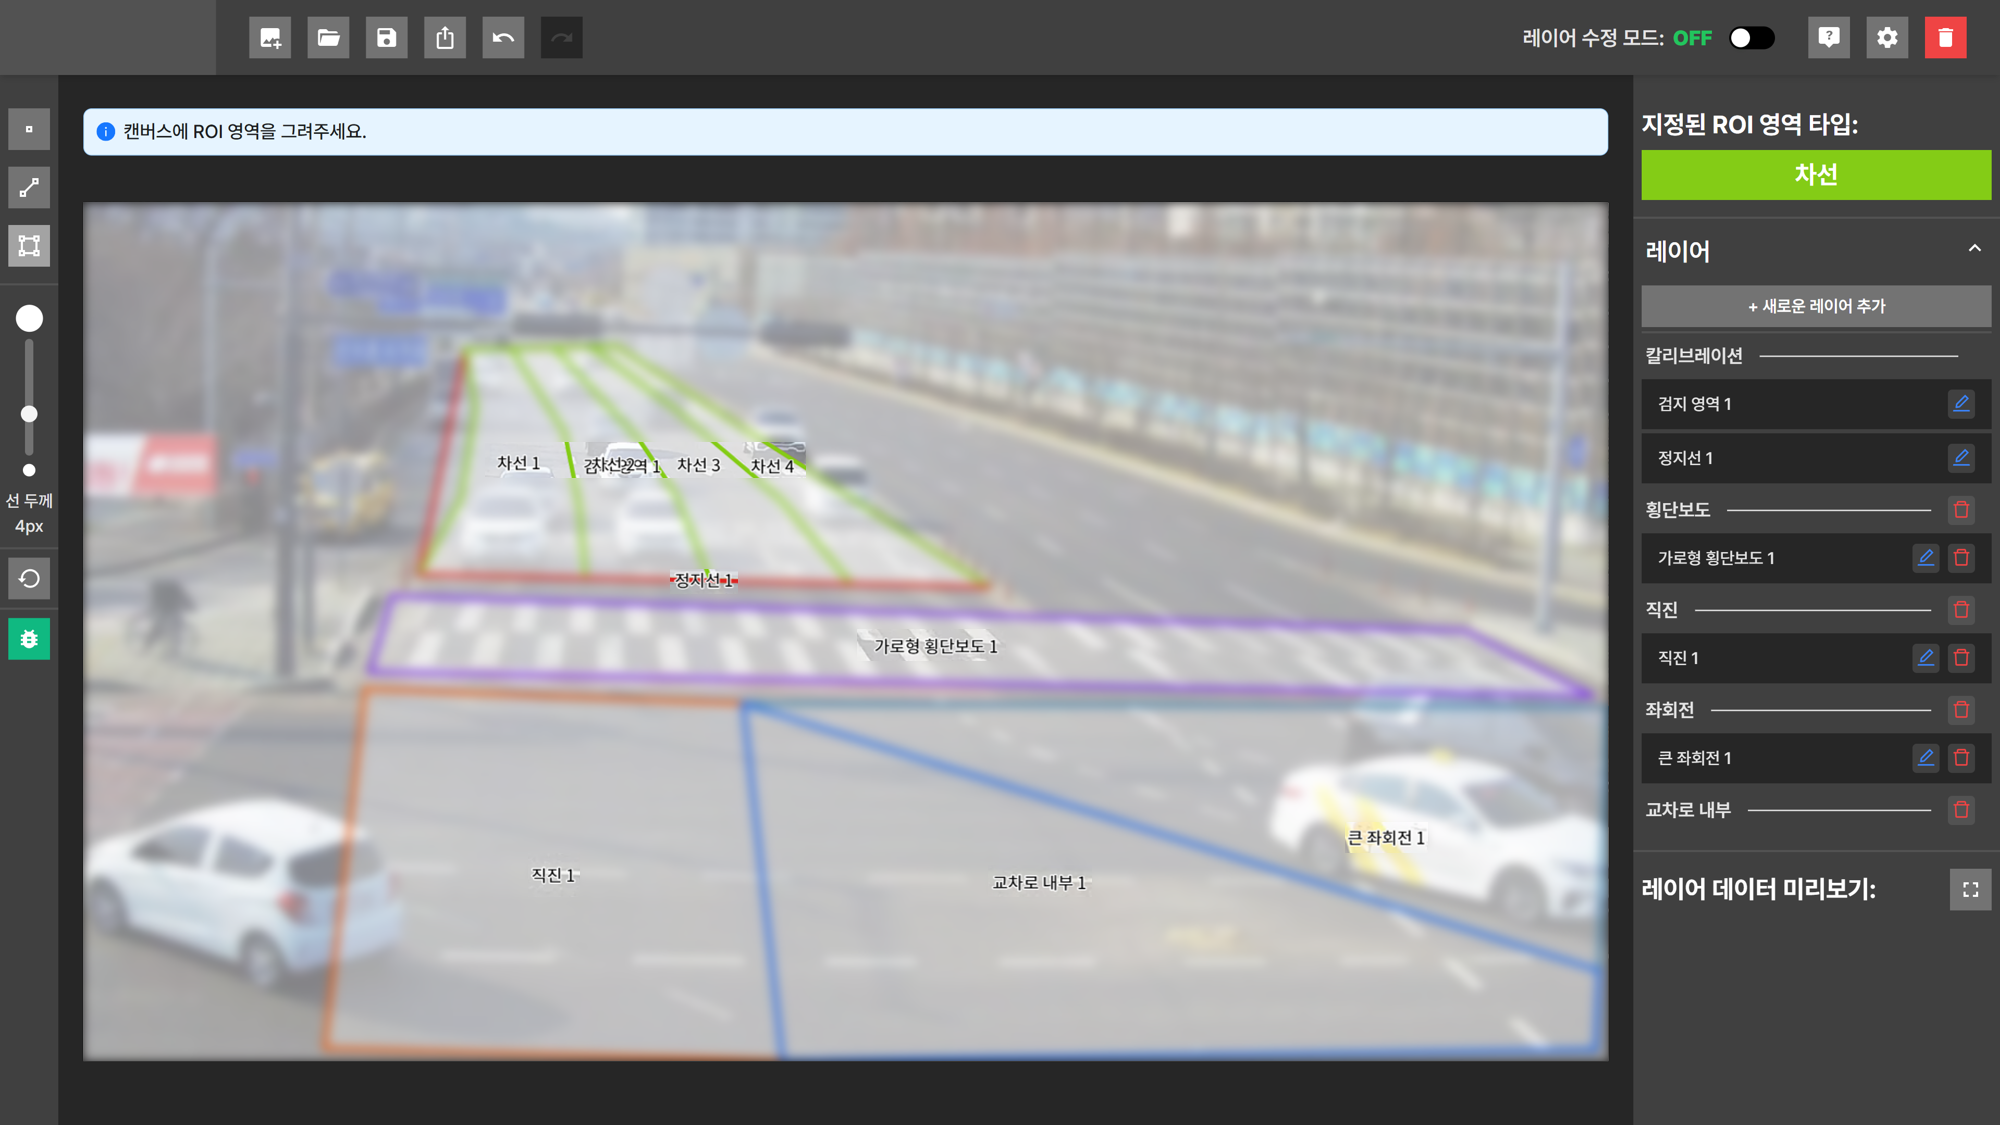 레이어 수정 모드: OFF
캔버스에 ROI 영역을 그려주세요.
선 두께
4px
차선 1
차선 2
검지 영역 1
차선 3
차선 4
정지선 1
가로형 횡단보도 1
직진 1
교차로 내부 1
큰 좌회전 1
지정된 ROI 영역 타입:
차선
레이어
+ 새로운 레이어 추가
칼리브레이션
검지 영역 1
정지선 1
횡단보도
가로형 횡단보도 1
직진
직진 1
좌회전
큰 좌회전 1
교차로 내부
레이어 데이터 미리보기: